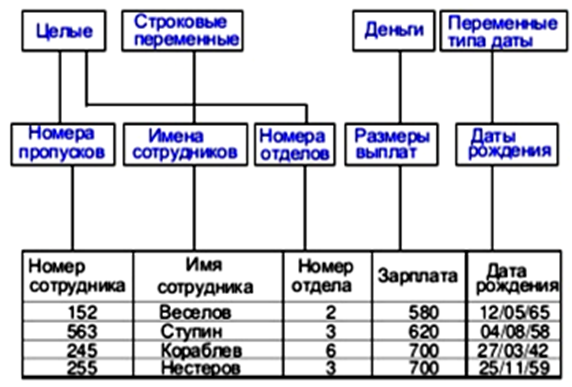 Целые
Строковые
переменные
Деньги
Переменные
типа даты
Номера
пропусков
Имена
сотрудников
Номера
отделов
Размеры
выплат
Даты
рождения
Номер
сотрудника
Имя
сотрудника
Номер
отдела
Зарплата
Дата
рождения
152 Веселов 2 580 12/05/65
563 Ступин 3 620 04/08/58
245 Кораблев 6 700 27/03/42
255 Нестеров 3 700 25/11/59